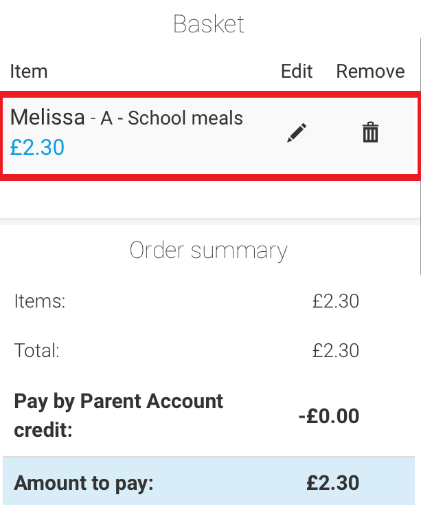 Basket
Item Edit Remove
Melissa - A - School meals
£2.30
Order summary
Items: £2.30
Total: £2.30
Pay by Parent Account
credit: -£0.00
Amount to pay: £2.30